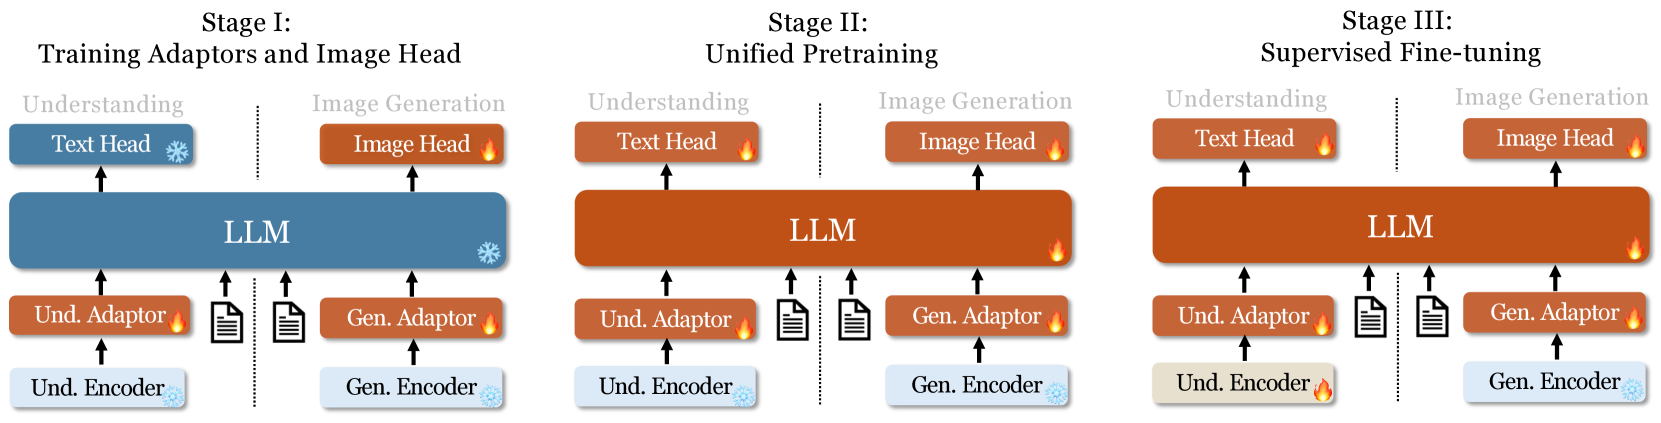 Stage I:
Training Adaptors and Image Head
Understanding
Image Generation
Text Head
Image Head
LLM
Und. Adaptor
Gen. Adaptor
Und. Encoder
Gen. Encoder
Stage II:
Unified Pretraining
Understanding
Image Generation
Text Head
Image Head
LLM
Und. Adaptor
Gen. Adaptor
Und. Encoder
Gen. Encoder
Stage III:
Supervised Fine-tuning
Understanding
Image Generation
Text Head
Image Head
LLM
Und. Adaptor
Gen. Adaptor
Und. Encoder
Gen. Encoder